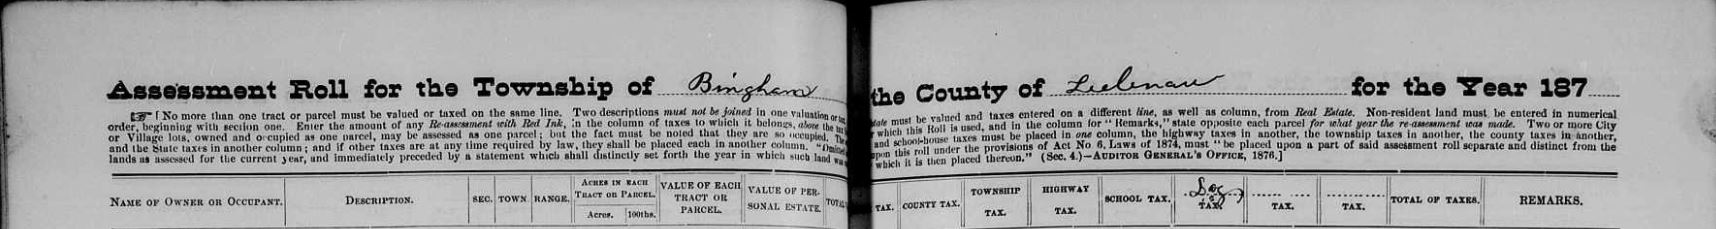 Assessment Roll for the Township of Bingham
the County of Leelenau for the Year 187
☞ [No more than one tract or parcel must be valued or taxed on the same line. Two descriptions must not be joined in one valuation
order, beginning with section one. Enter the amount of any Re-assessment with Red Ink, in the column of taxes to which it belongs, above the
or Village lots, owned and occupied as one parcel, may be assessed as one parcel; but the fact must be noted that they are so occupied.
and the State taxes in another column; and if other taxes are at any time required by law, they shall be placed each in another column.
lands as assessed for the current year, and immediately preceded by a statement which shall distinctly set forth the year in which such land
must be valued and taxes entered on a different line, as well as column, from Real Estate. Non-resident land must be entered in numerical
which this Roll is used, and in the column for "Remarks," state opposite each parcel for what year the re-assessment was made. Two or more City
and school-house taxes must be placed in one column, the highway taxes in another, the township taxes in another, the county taxes in another,
upon this roll under the provisions of Act No 6, Laws of 1874, must "be placed upon a part of said assessment roll separate and distinct from the
which it is then placed thereon." (Sec. 4.)—AUDITOR GENERAL'S OFFICE, 1876.]
NAME OF OWNER OR OCCUPANT.
DESCRIPTION.
SEC.
TOWN
RANGE.
ACRES IN EACH
TRACT OR PARCEL.
Acres.
100ths.
VALUE OF EACH
TRACT OR
PARCEL.
VALUE OF PER-
SONAL ESTATE.
TOTAL
TAX.
COUNTY TAX.
TOWNSHIP
TAX.
HIGHWAY
TAX.
SCHOOL TAX.
Dog
TAX.
TAX.
TAX.
TOTAL OF TAXES.
REMARKS.